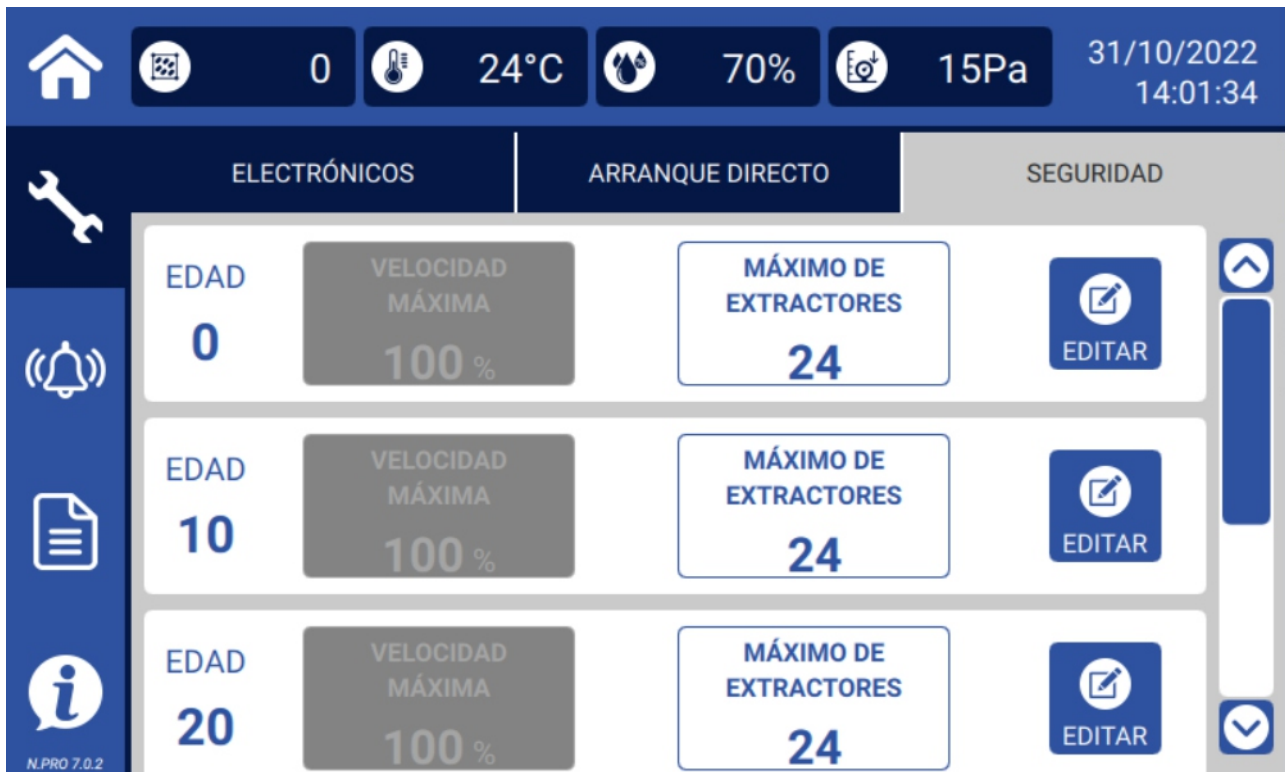 0 24°C 70% 15Pa 31/10/2022
14:01:34
ELECTRÓNICOS ARRANQUE DIRECTO SEGURIDAD
EDAD
0
VELOCIDAD
MÁXIMA
100 %
MÁXIMO DE
EXTRACTORES
24
EDITAR
EDAD
10
VELOCIDAD
MÁXIMA
100 %
MÁXIMO DE
EXTRACTORES
24
EDITAR
EDAD
20
VELOCIDAD
MÁXIMA
100 %
MÁXIMO DE
EXTRACTORES
24
EDITAR
N.PRO 7.0.2